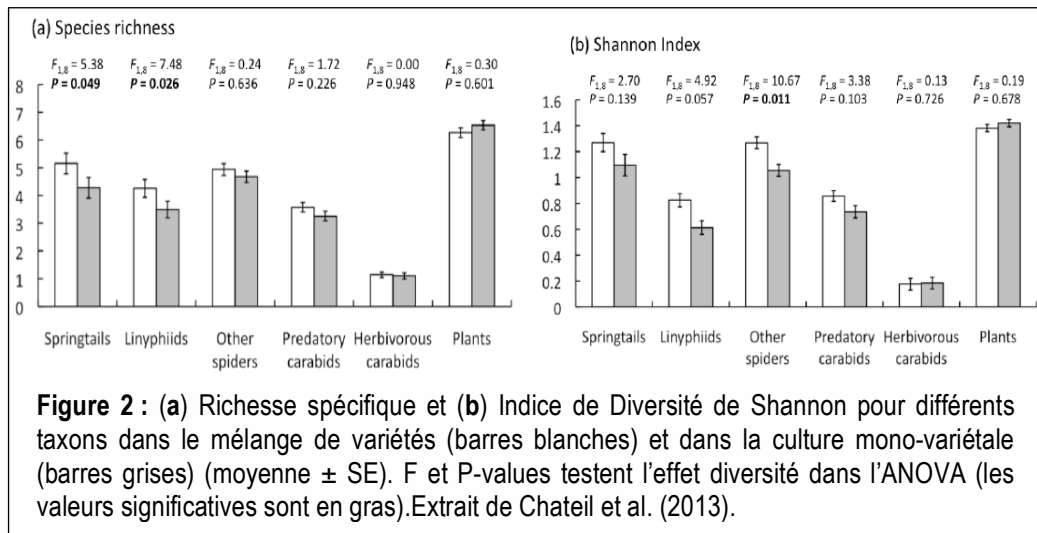 (a) Species richness
F1,8 = 5.38 F1,8 = 7.48 F1,8 = 0.24 F1,8 = 1.72 F1,8 = 0.00 F1,8 = 0.30
P = 0.049 P = 0.026 P = 0.636 P = 0.226 P = 0.948 P = 0.601
8
7
6
5
4
3
2
1
0
Springtails Linyphiids Other Predatory Herbivorous Plants
spiders carabids carabids
(b) Shannon Index
F1,8 = 2.70 F1,8 = 4.92 F1,8 = 10.67 F1,8 = 3.38 F1,8 = 0.13 F1,8 = 0.19
P = 0.139 P = 0.057 P = 0.011 P = 0.103 P = 0.726 P = 0.678
1.6
1.4
1.2
1
0.8
0.6
0.4
0.2
0
Springtails Linyphiids Other Predatory Herbivorous Plants
spiders carabids carabids
Figure 2 : (a) Richesse spécifique et (b) Indice de Diversité de Shannon pour différents
taxons dans le mélange de variétés (barres blanches) et dans la culture mono-variétale
(barres grises) (moyenne ± SE). F et P-values testent l’effet diversité dans l’ANOVA (les
valeurs significatives sont en gras).Extrait de Chateil et al. (2013).